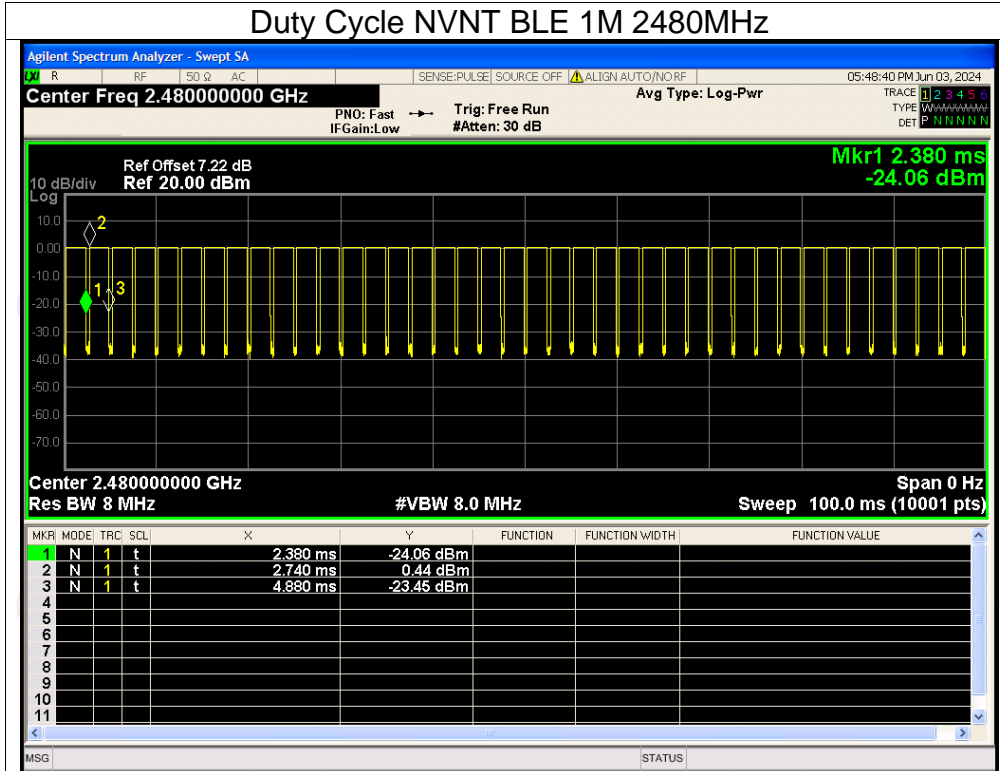 Duty Cycle NVNT BLE 1M 2480MHz
Agilent Spectrum Analyzer - Swept SA
LXI R RF 50 Ω AC SENSE:PULSE SOURCE OFF ALIGN AUTO/NO RF 05:48:40 PM Jun 03, 2024
Center Freq 2.480000000 GHz Avg Type: Log-Pwr TRACE 1 2 3 4 5 6
PNO: Fast Trig: Free Run TYPE WWWWWWW
IFGain:Low #Atten: 30 dB DET P N N N N N
Mkr1 2.380 ms
Ref Offset 7.22 dB
10 dB/div Ref 20.00 dBm -24.06 dBm
Log
10.0
2
0.00
-10.0
1 3
-20.0
-30.0
-40.0
-50.0
-60.0
-70.0
Center 2.480000000 GHz Span 0 Hz
Res BW 8 MHz #VBW 8.0 MHz Sweep 100.0 ms (10001 pts)
MKR MODE TRC SCL X Y FUNCTION FUNCTION WIDTH FUNCTION VALUE
1 N 1 t 2.380 ms -24.06 dBm
2 N 1 t 2.740 ms 0.44 dBm
3 N 1 t 4.880 ms -23.45 dBm
4
5
6
7
8
9
10
11
MSG STATUS